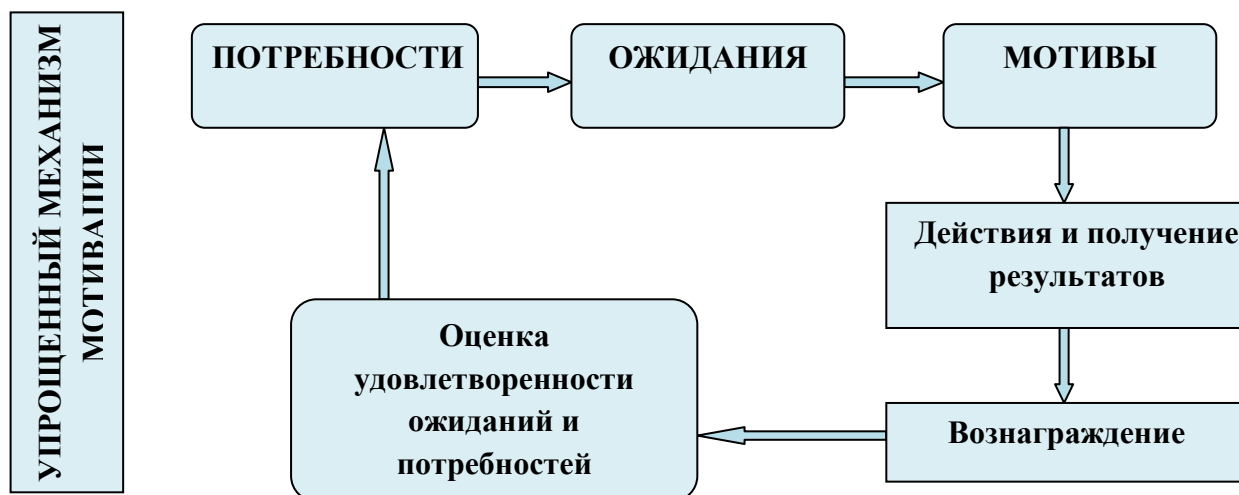 УПРОЩЕННЫЙ МЕХАНИЗМ
МОТИВАЦИИ
ПОТРЕБНОСТИ
ОЖИДАНИЯ
МОТИВЫ
Действия и получение
результатов
Вознаграждение
Оценка
удовлетворенности
ожиданий и
потребностей